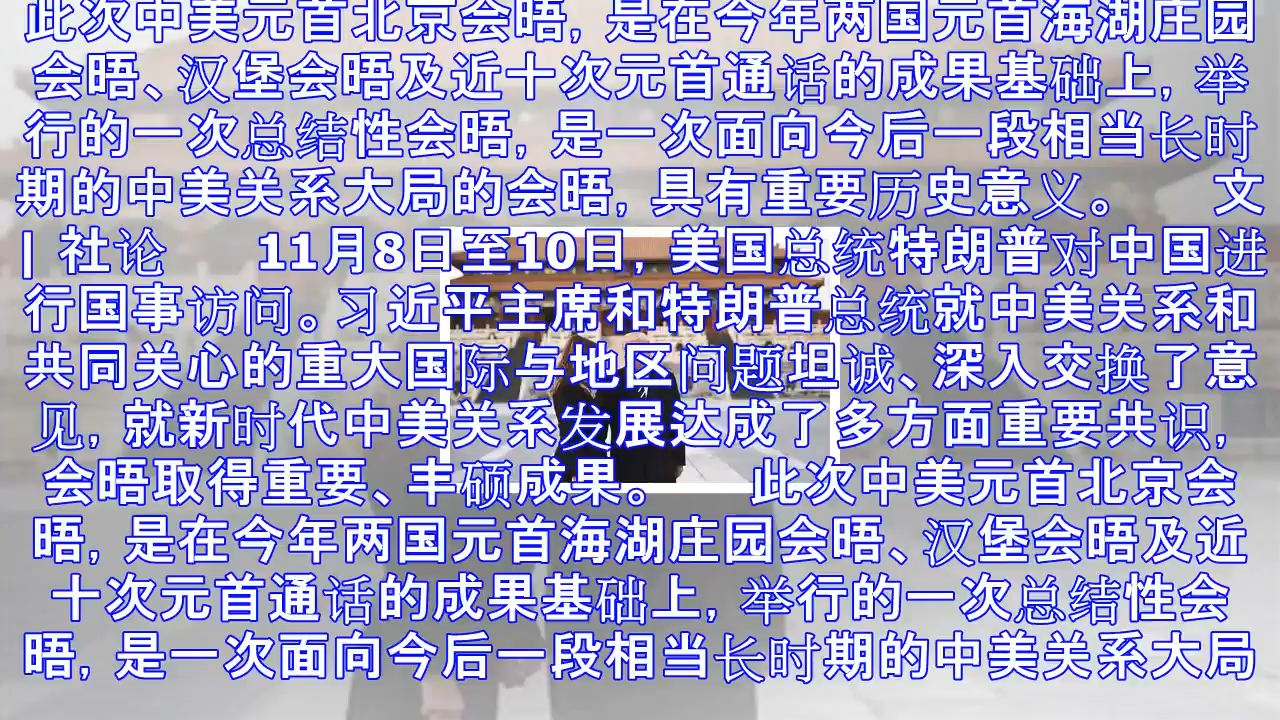 此次中美元首北京会晤, 是在今年两国元首海湖庄园
会晤、汉堡会晤及近十次元首通话的成果基础上, 举
行的一次总结性会晤, 是一次面向今后一段相当长时
期的中美关系大局的会晤, 具有重要历史意义。 文
| 社论 11月8日至10日, 美国总统特朗普对中国进
行国事访问。习近平主席和特朗普总统就中美关系和
共同关心的重大国际与地区问题坦诚、深入交换了意
见, 就新时代中美关系发展达成了多方面重要共识,
会晤取得重要、丰硕成果。 此次中美元首北京会
晤, 是在今年两国元首海湖庄园会晤、汉堡会晤及近
十次元首通话的成果基础上, 举行的一次总结性会
晤, 是一次面向今后一段相当长时期的中美关系大局